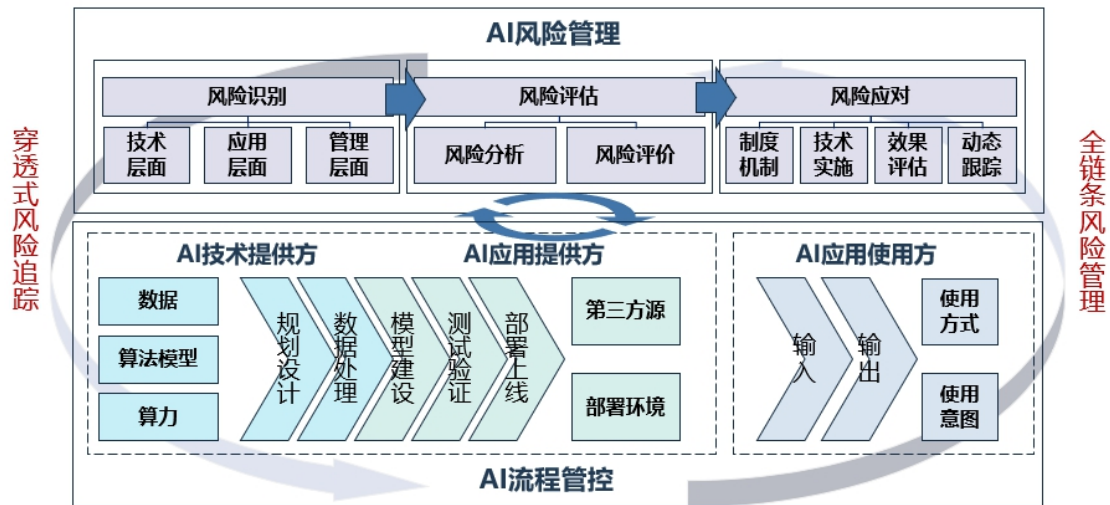 AI风险管理
风险识别
风险评估
风险应对
技术
层面
应用
层面
管理
层面
风险分析
风险评价
制度
机制
技术
实施
效果
评估
动态
跟踪
穿透式风险追踪
全链条风险管理
AI技术提供方
AI应用提供方
AI应用使用方
数据
算法模型
算力
规划设计
数据处理
模型建设
测试验证
部署上线
第三方源
部署环境
输入
输出
使用
方式
使用
意图
AI流程管控